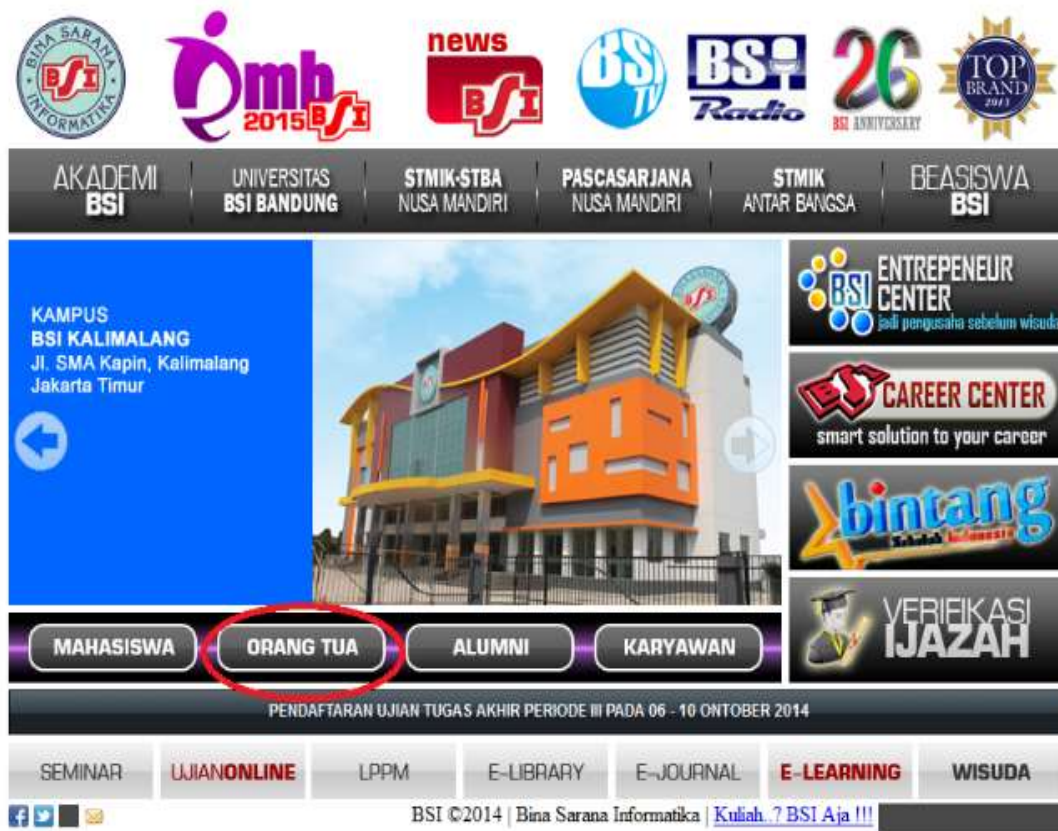 BINA SARANA
BSI
INFORMATIKA
pmb
2015 BSI
news
BSI
BSI
TV
BSI
Radio
26
BSI ANNIVERSARY
TOP
BRAND
2013
AKADEMI
BSI
UNIVERSITAS
BSI BANDUNG
STMIK-STBA
NUSA MANDIRI
PASCASARJANA
NUSA MANDIRI
STMIK
ANTAR BANGSA
BEASISWA
BSI
KAMPUS
BSI KALIMALANG
Jl. SMA Kapin, Kalimalang
Jakarta Timur
BSI
ENTREPENEUR
CENTER
jadi pengusaha sebelum wisuda
BSI CAREER CENTER
smart solution to your career
bintang
Sekolah Indonesia
VERIFIKASI
IJAZAH
MAHASISWA
ORANG TUA
ALUMNI
KARYAWAN
PENDAFTARAN UJIAN TUGAS AKHIR PERIODE III PADA 06 - 10 ONTOBER 2014
SEMINAR
UJIANONLINE
LPPM
E-LIBRARY
E-JOURNAL
E-LEARNING
WISUDA
BSI ©2014 | Bina Sarana Informatika | Kuliah..? BSI Aja !!!